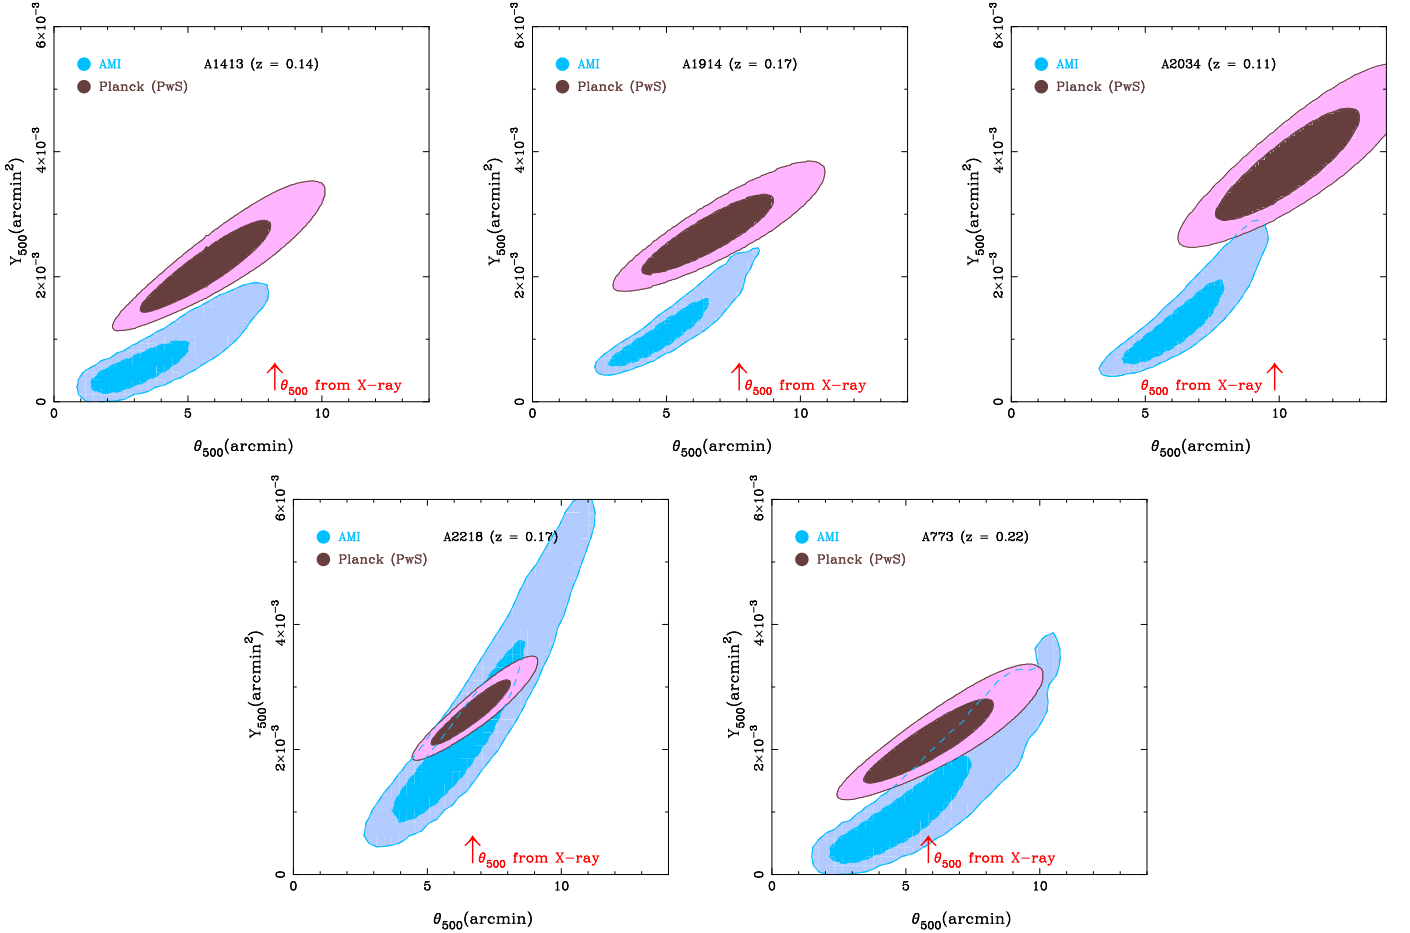 6×10⁻³
4×10⁻³
2×10⁻³
0
Y₅₀₀(arcmin²)
AMI
A1413 (z = 0.14)
Planck (PwS)
θ₅₀₀ from X-ray
0 5 10
θ₅₀₀(arcmin)
6×10⁻³
4×10⁻³
2×10⁻³
0
Y₅₀₀(arcmin²)
AMI
A1914 (z = 0.17)
Planck (PwS)
θ₅₀₀ from X-ray
0 5 10
θ₅₀₀(arcmin)
6×10⁻³
4×10⁻³
2×10⁻³
0
Y₅₀₀(arcmin²)
AMI
A2034 (z = 0.11)
Planck (PwS)
θ₅₀₀ from X-ray
0 5 10
θ₅₀₀(arcmin)
6×10⁻³
4×10⁻³
2×10⁻³
0
Y₅₀₀(arcmin²)
AMI
A2218 (z = 0.17)
Planck (PwS)
θ₅₀₀ from X-ray
0 5 10
θ₅₀₀(arcmin)
6×10⁻³
4×10⁻³
2×10⁻³
0
Y₅₀₀(arcmin²)
AMI
A773 (z = 0.22)
Planck (PwS)
θ₅₀₀ from X-ray
0 5 10
θ₅₀₀(arcmin)